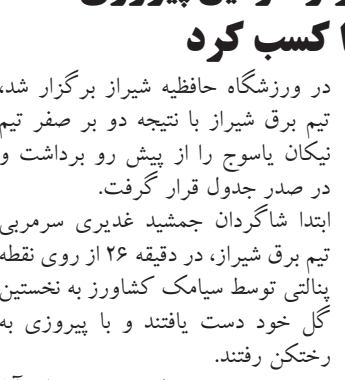 کسب کرد
در ورزشگاه حافظیه شیراز برگزار شد،
تیم برق شیراز با نتیجه دو بر صفر تیم
نیکان یاسوج را از پیش رو برداشت و
در صدر جدول قرار گرفت.
ابتدا شاگردان جمشید غدیری سرمربی
تیم برق شیراز، در دقیقه ۲۶ از روی نقطه
پنالتی توسط سیامک کشاورز به نخستین
گل خود دست یافتند و با پیروزی به
رختکن رفتند.